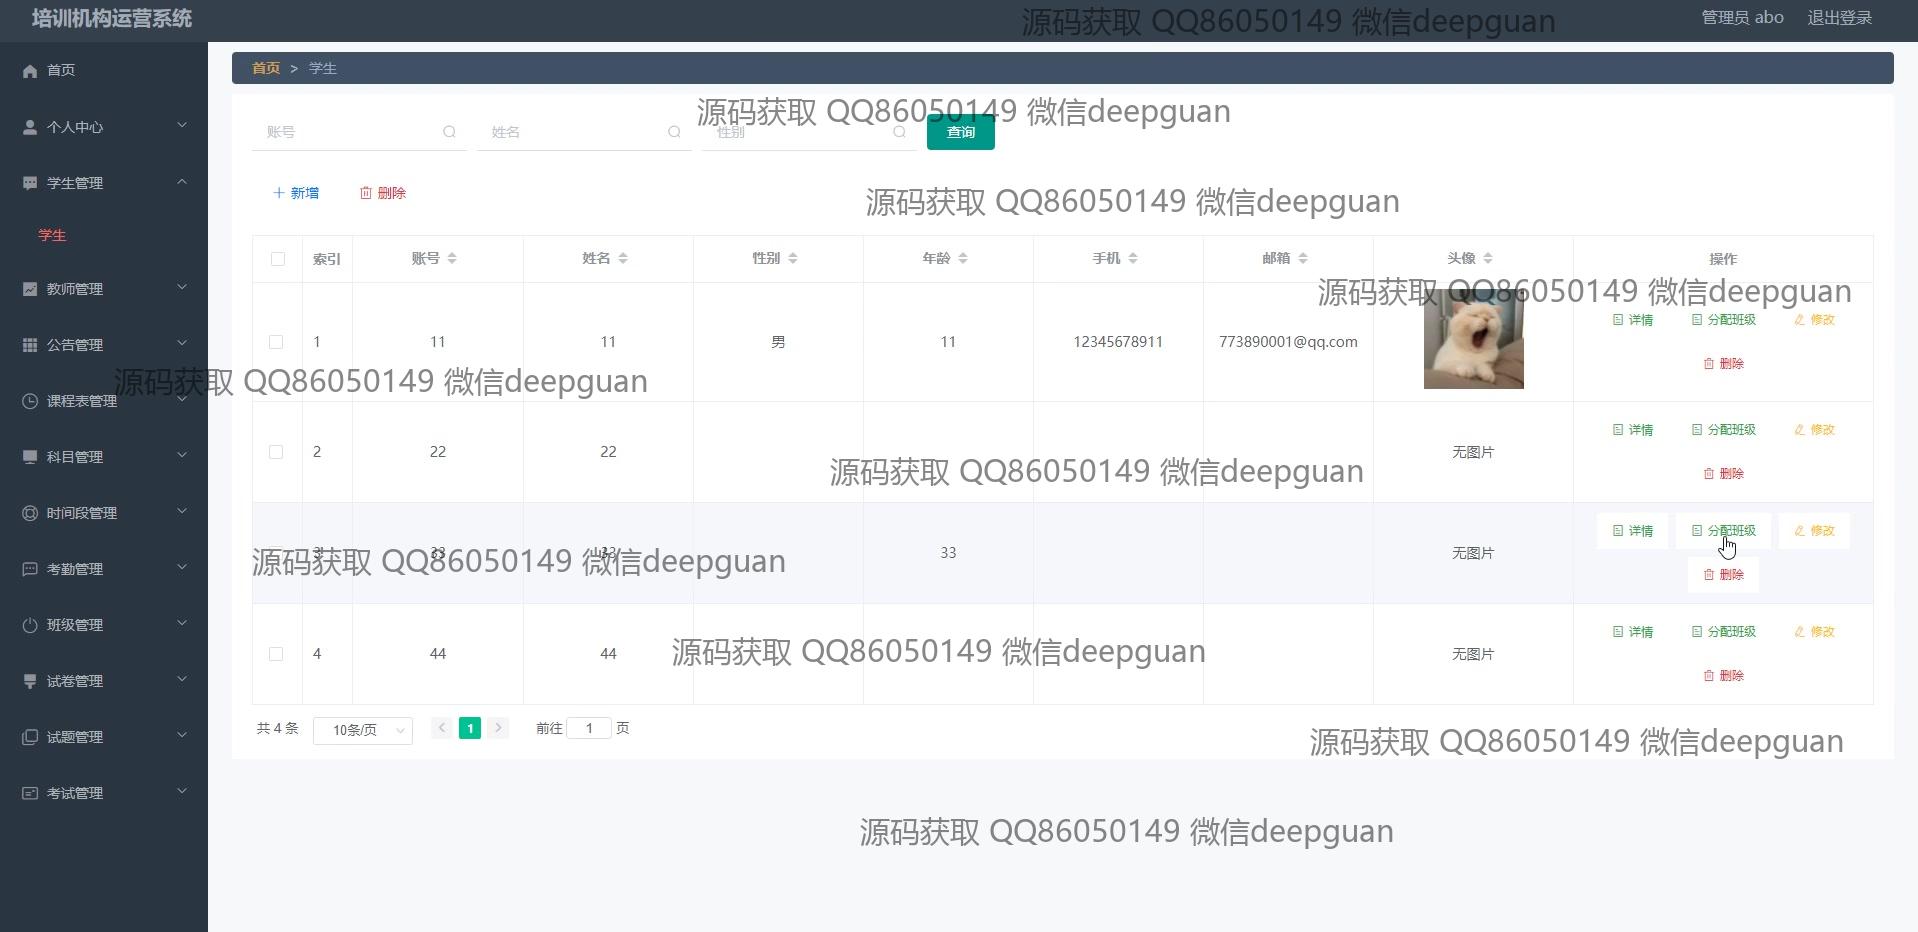 培训机构运营系统
源码获取 QQ86050149 微信deepguan
管理员 abo 退出登录
首页
个人中心
学生管理
学生
教师管理
公告管理
课程表管理
科目管理
时间段管理
考勤管理
班级管理
试卷管理
试题管理
考试管理
首页 > 学生
源码获取 QQ86050149 微信deepguan
账号 姓名 性别 查询
新增 删除
源码获取 QQ86050149 微信deepguan
索引 账号 姓名 性别 年龄 手机 邮箱 头像 操作
源码获取 QQ86050149 微信deepguan
详情 分配班级 修改
1 11 11 男 11 12345678911 773890001@qq.com
删除
源码获取 QQ86050149 微信deepguan
详情 分配班级 修改
2 22 22 无图片
源码获取 QQ86050149 微信deepguan
删除
详情 分配班级 修改
3 33 33 33 无图片
源码获取 QQ86050149 微信deepguan
删除
详情 分配班级 修改
4 44 44 无图片
源码获取 QQ86050149 微信deepguan
删除
共 4 条 10条/页 < 1 > 前往 1 页
源码获取 QQ86050149 微信deepguan
源码获取 QQ86050149 微信deepguan